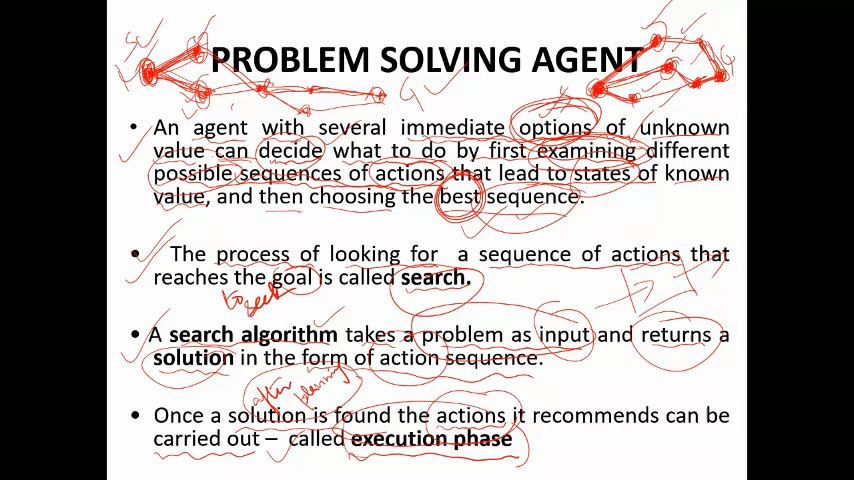 PROBLEM SOLVING AGENT
G
G
• An agent with several immediate options of unknown
value can decide what to do by first examining different
possible sequences of actions that lead to states of known
value, and then choosing the best sequence.
• The process of looking for a sequence of actions that
reaches the goal is called search.
to seek
• A search algorithm takes a problem as input and returns a
solution in the form of action sequence.
after planning
• Once a solution is found the actions it recommends can be
carried out – called execution phase